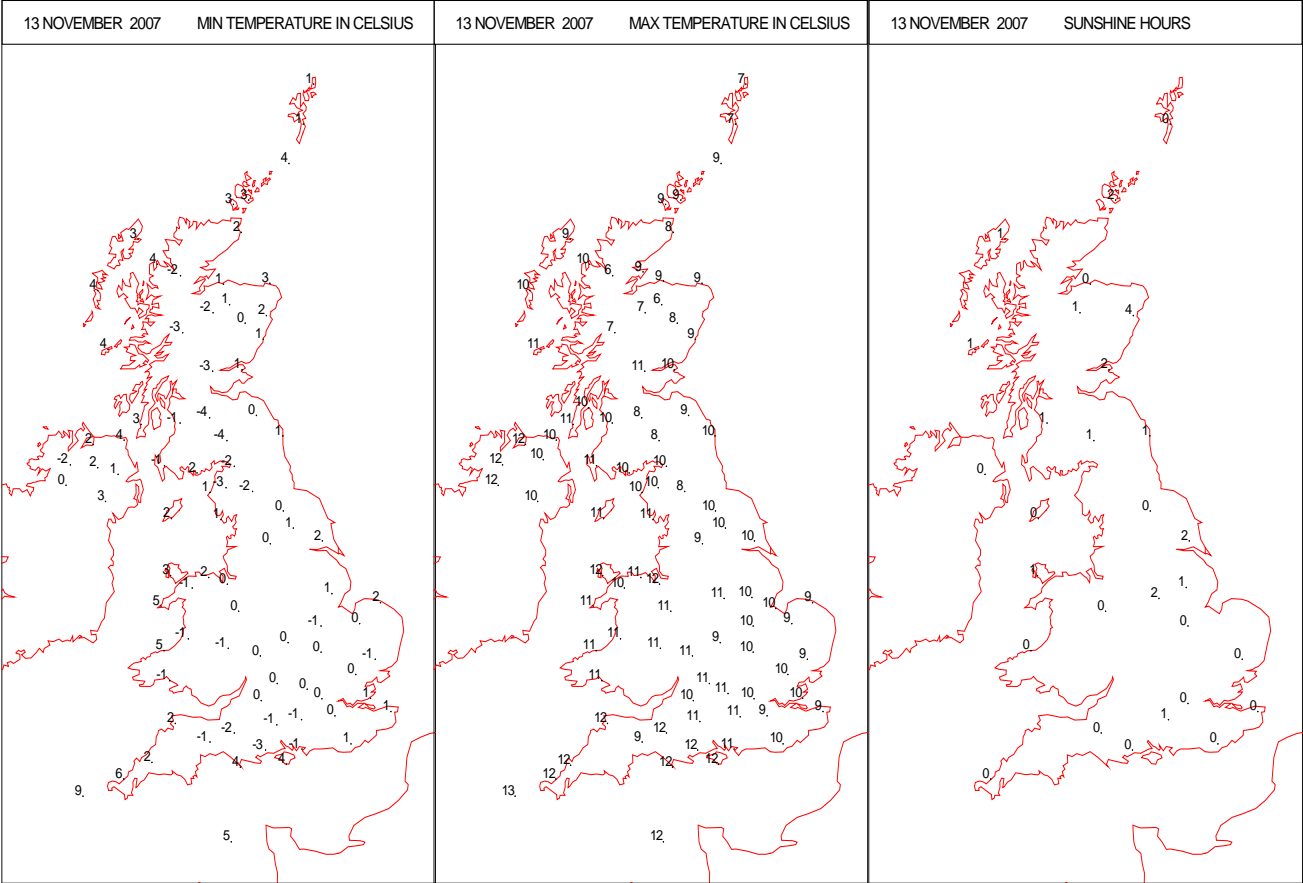 13 NOVEMBER 2007 MIN TEMPERATURE IN CELSIUS
1.
1.
4.
3. 3.
2.
3.
4.
-2.
1. 3.
4.
1.
-2. 2.
0.
-3. 1.
4.
-3. 1.
-4. 0.
3. -1.
2. 4. -4. 1.
-2. 2. 1. -1. 2. -2.
0. 1. -3. -2.
3.
2. 1. 0.
1.
0. 2.
3. -1. 2. 0.
1.
5. 0. 2.
-1. 0.
-1. -1. 0. 0.
5. 0. -1.
-1. 0. 0.
0. 0. 0. 1.
2. -1. -1. 0. 1.
-1. -2. -3. -1. 1.
2. 4. 4.
6.
9.
5.
13 NOVEMBER 2007 MAX TEMPERATURE IN CELSIUS
7.
7.
9.
9. 9.
8.
9.
10.
6. 9. 9. 9.
10.
7. 6.
8.
7. 9.
11.
11. 10.
10. 8. 9.
11. 10.
12. 10. 8. 10.
12. 10. 11. 10. 10.
12. 10. 10. 8.
10.
11. 11. 10.
10.
9. 10.
12. 10. 11. 12.
11. 10.
11. 11. 10. 9.
10. 9.
11. 11. 9. 10.
11. 11. 9.
11. 10.
10. 11. 11. 10. 10.
12. 11. 11. 9. 9.
9. 12. 12. 11. 10.
12. 12. 12.
12.
13.
12.
13 NOVEMBER 2007 SUNSHINE HOURS
0.
2.
1.
0.
1. 4.
1.
2.
1. 1. 1.
0.
0. 0.
2.
1. 1.
2.
0. 0.
0. 0.
0. 0.
0. 1. 0.
0. 0.
0.